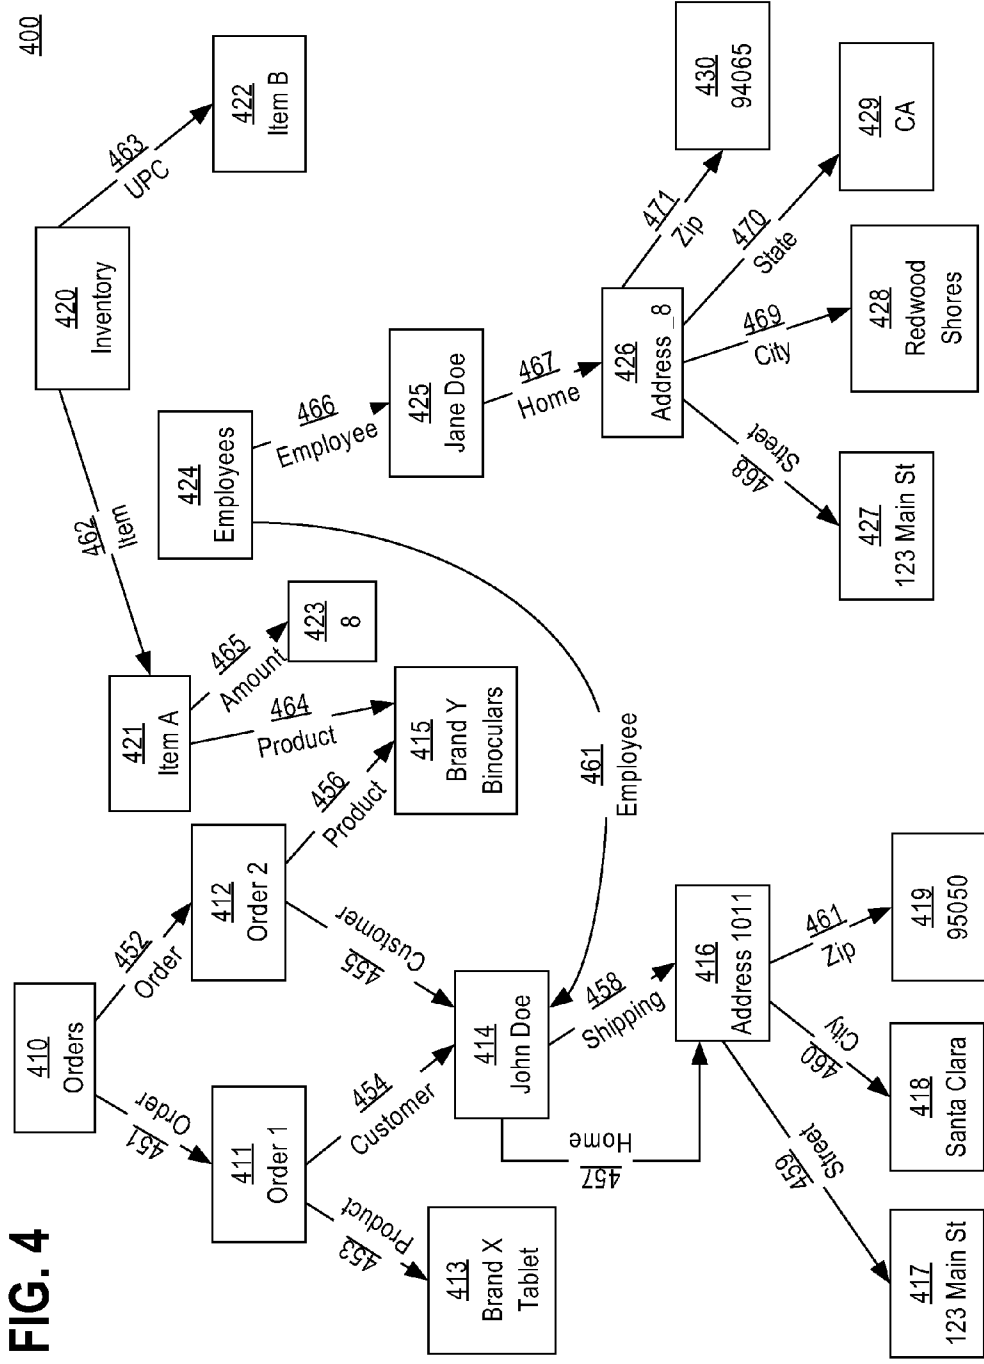 FIG. 4
400
410
Orders
451
Order
452
Order
411
Order 1
412
Order 2
453
Product
454
Customer
455
Customer
456
Product
413
Brand X
Tablet
414
John Doe
415
Brand Y
Binoculars
457
Home
458
Shipping
416
Address 1011
459
Street
460
City
461
Zip
417
123 Main St
418
Santa Clara
419
95050
420
Inventory
462
Item
463
UPC
421
Item A
422
Item B
464
Product
465
Amount
423
8
424
Employees
461
Employee
466
Employee
425
Jane Doe
467
Home
426
Address_8
468
Street
469
City
470
State
471
Zip
427
123 Main St
428
Redwood
Shores
429
CA
430
94065